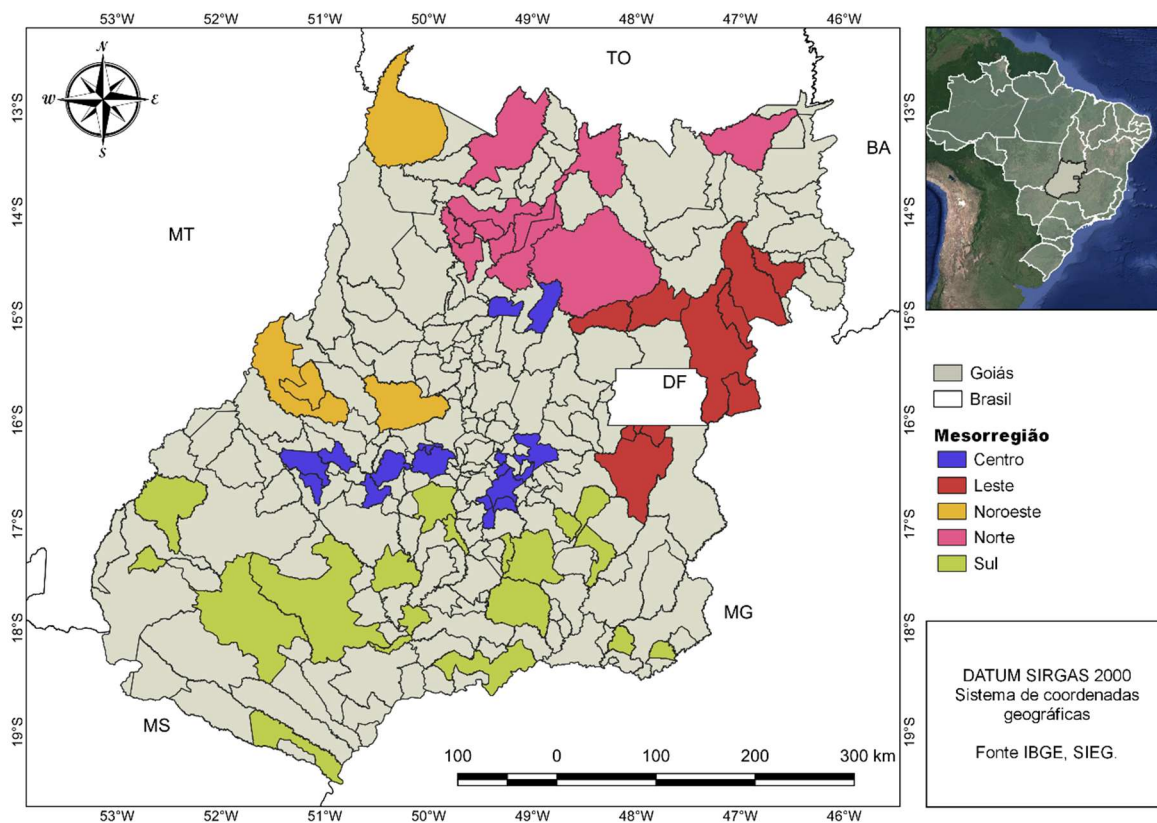 53°W 52°W 51°W 50°W 49°W 48°W 47°W 46°W
N
W E
S
TO
BA
MT
DF
MG
MS
13°S 13°S
14°S 14°S
15°S 15°S
16°S 16°S
17°S 17°S
18°S 18°S
19°S 19°S
100 0 100 200 300 km
53°W 52°W 51°W 50°W 49°W 48°W 47°W 46°W
Goiás
Brasil
Mesorregião
Centro
Leste
Noroeste
Norte
Sul
DATUM SIRGAS 2000
Sistema de coordenadas
geográficas
Fonte IBGE, SIEG.